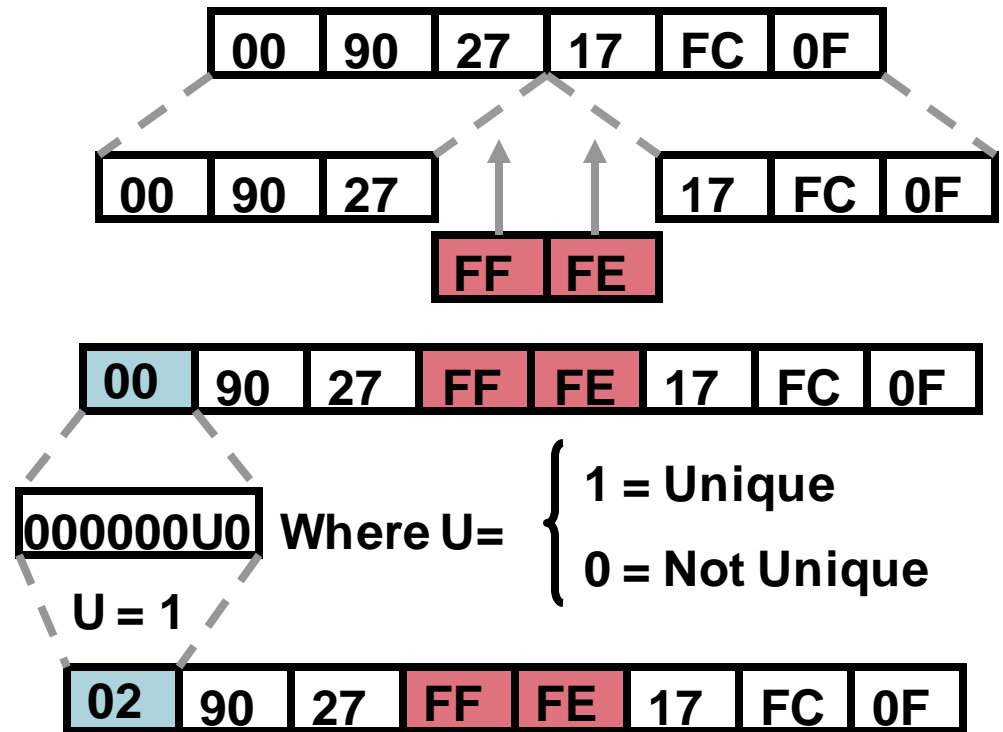 00 90 27 17 FC 0F
00 90 27 17 FC 0F
FF FE
00 90 27 FF FE 17 FC 0F
1 = Unique
000000U0 Where U=
0 = Not Unique
U = 1
02 90 27 FF FE 17 FC 0F